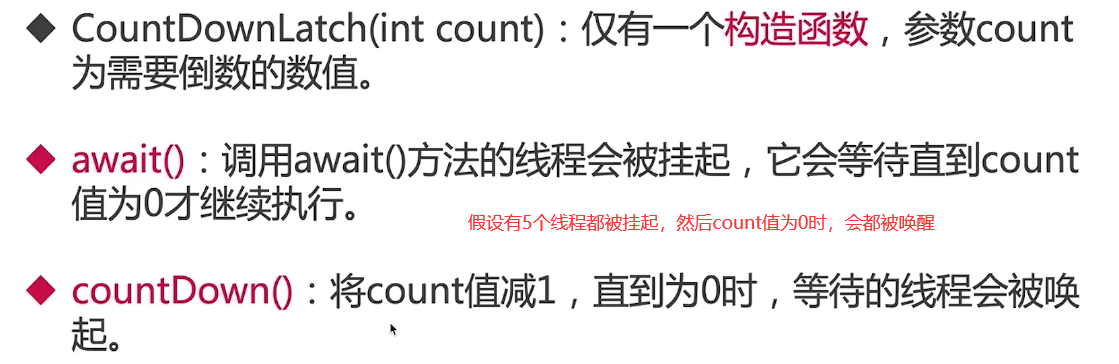 ◆ CountDownLatch(int count)：仅有一个构造函数，参数count
为需要倒数的数值。
◆ await()：调用await()方法的线程会被挂起，它会等待直到count
值为0才继续执行。
假设有5个线程都被挂起，然后count值为0时，会都被唤醒
◆ countDown()：将count值减1，直到为0时，等待的线程会被唤
起。